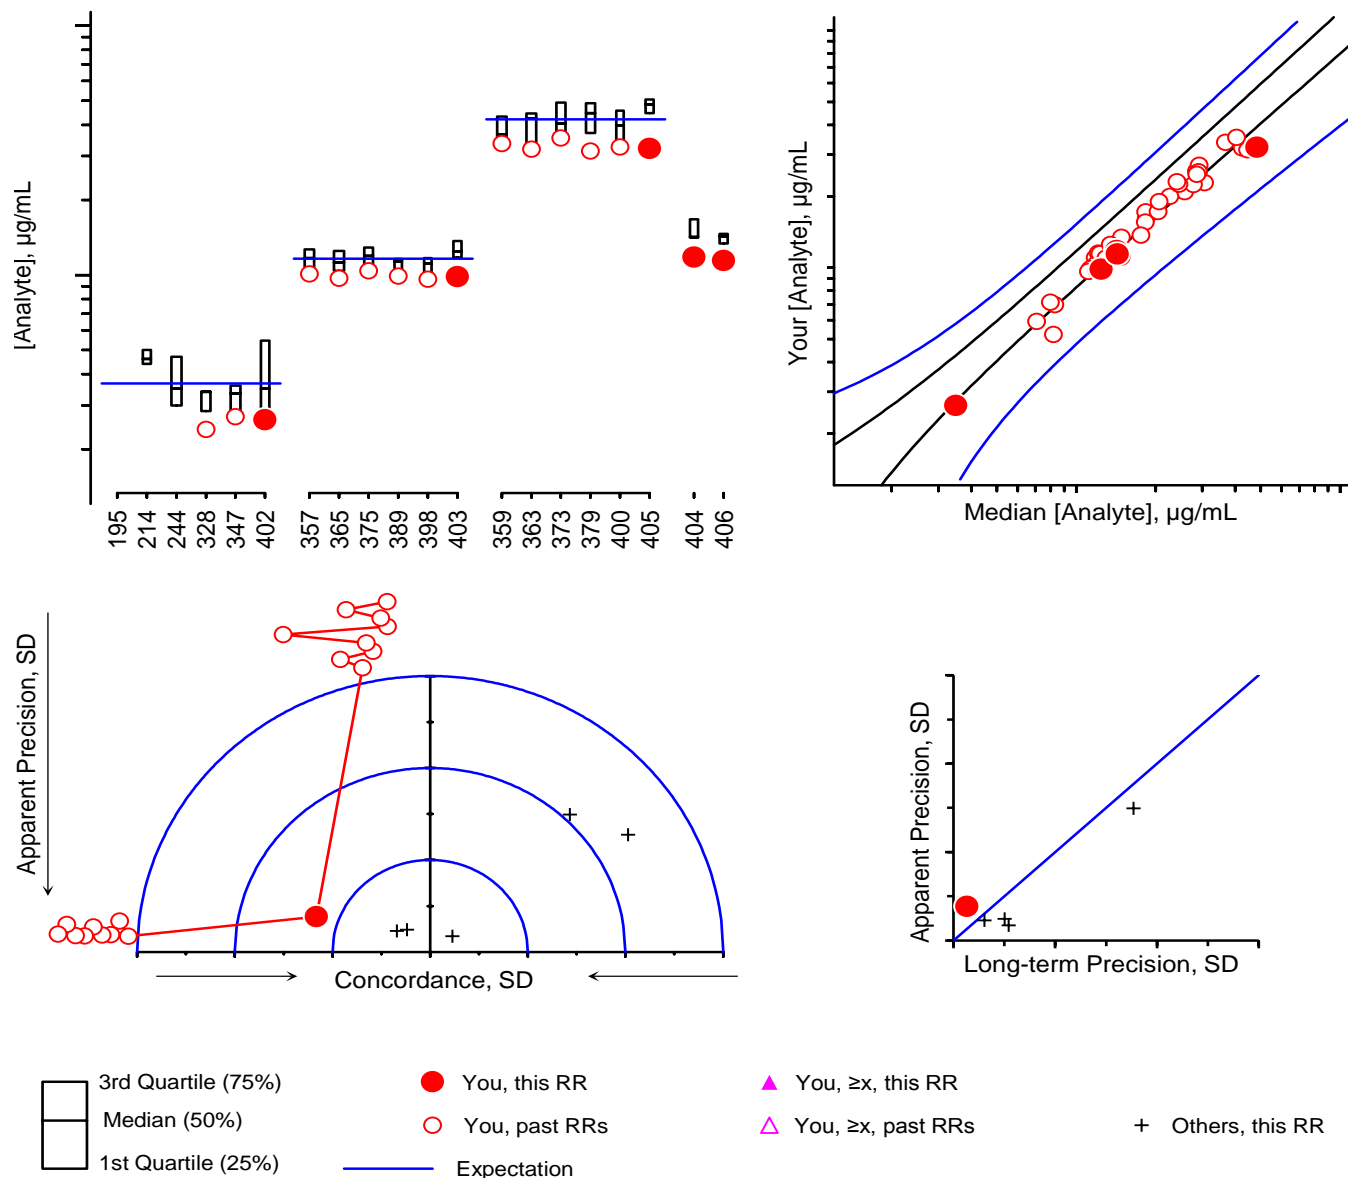 [Analyte], µg/mL
195
214
244
328
347
402
357
365
375
389
398
403
359
363
373
379
400
405
404
406
Your [Analyte], µg/mL
Median [Analyte], µg/mL
Apparent Precision, SD
Concordance, SD
Apparent Precision, SD
Long-term Precision, SD
3rd Quartile (75%)
Median (50%)
1st Quartile (25%)
You, this RR
You, past RRs
Expectation
You, ≥x, this RR
You, ≥x, past RRs
Others, this RR